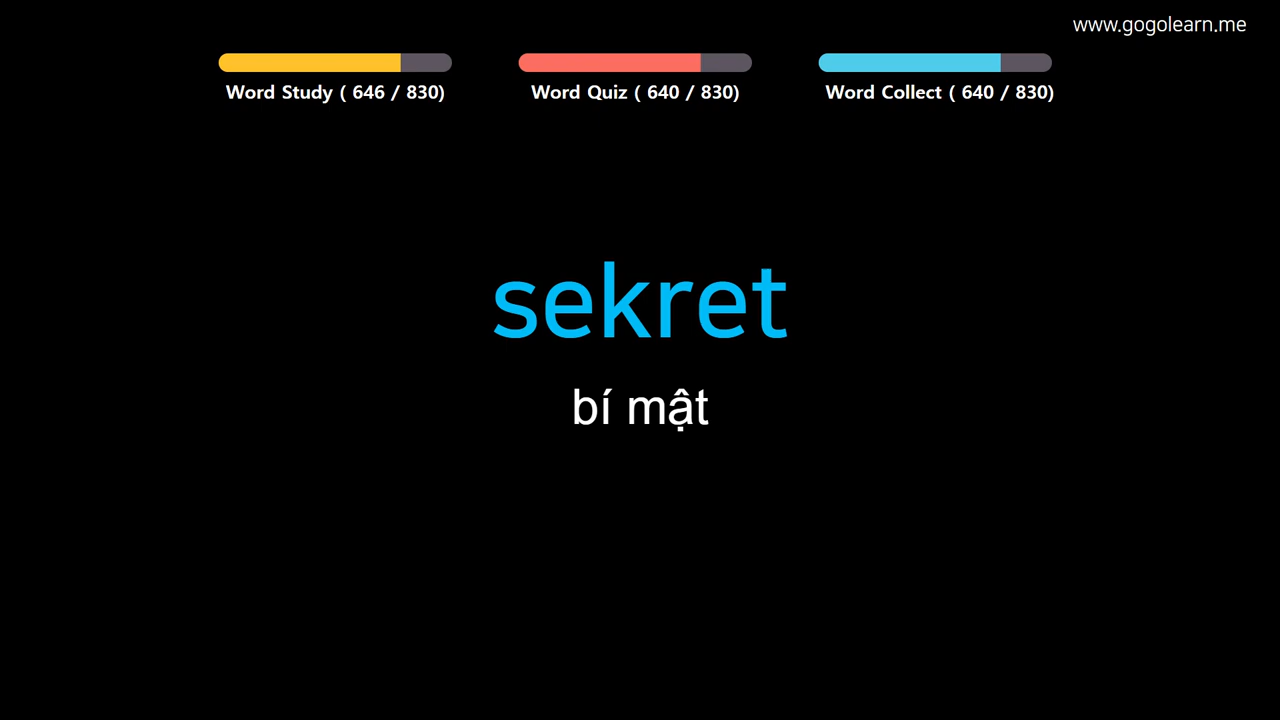 www.gogolearn.me
Word Study ( 646 / 830)
Word Quiz ( 640 / 830)
Word Collect ( 640 / 830)
sekret
bí mật